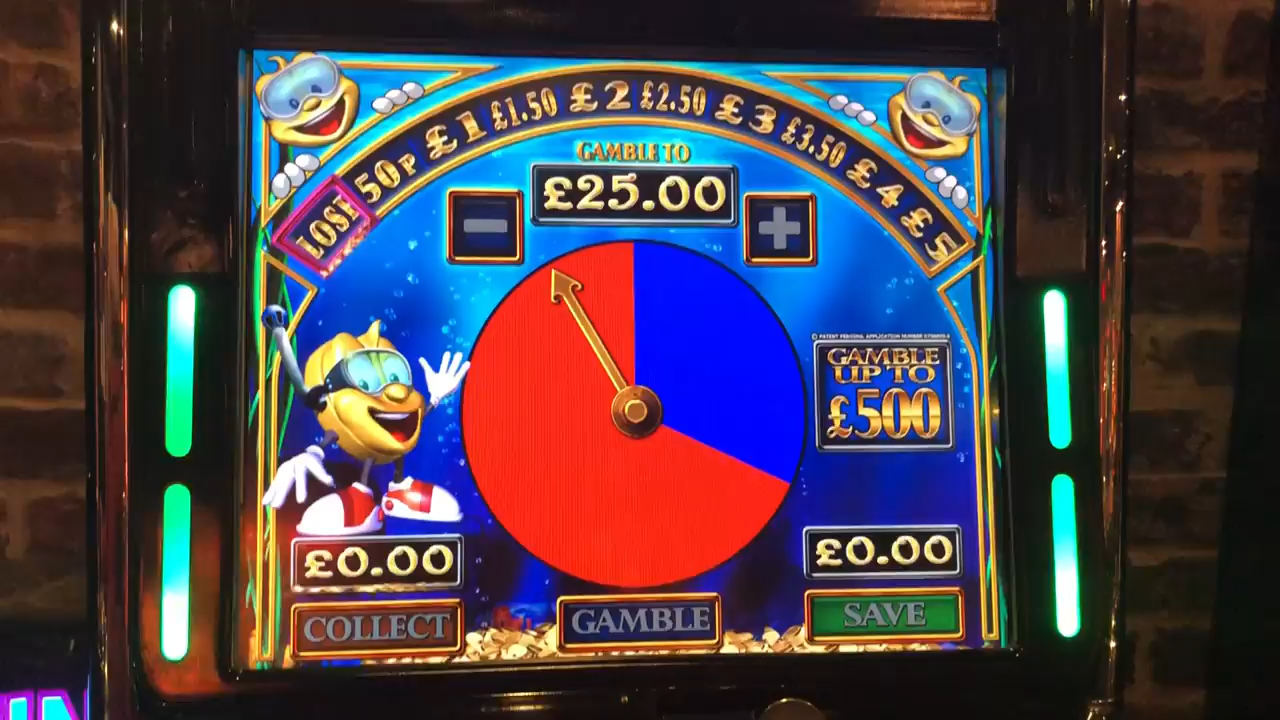 LOSE 50P £1 £1.50 £2 £2.50 £3 £3.50 £4 £5
GAMBLE TO
£25.00
- +
GAMBLE
UP TO
£500
£0.00 £0.00
COLLECT GAMBLE SAVE
IN